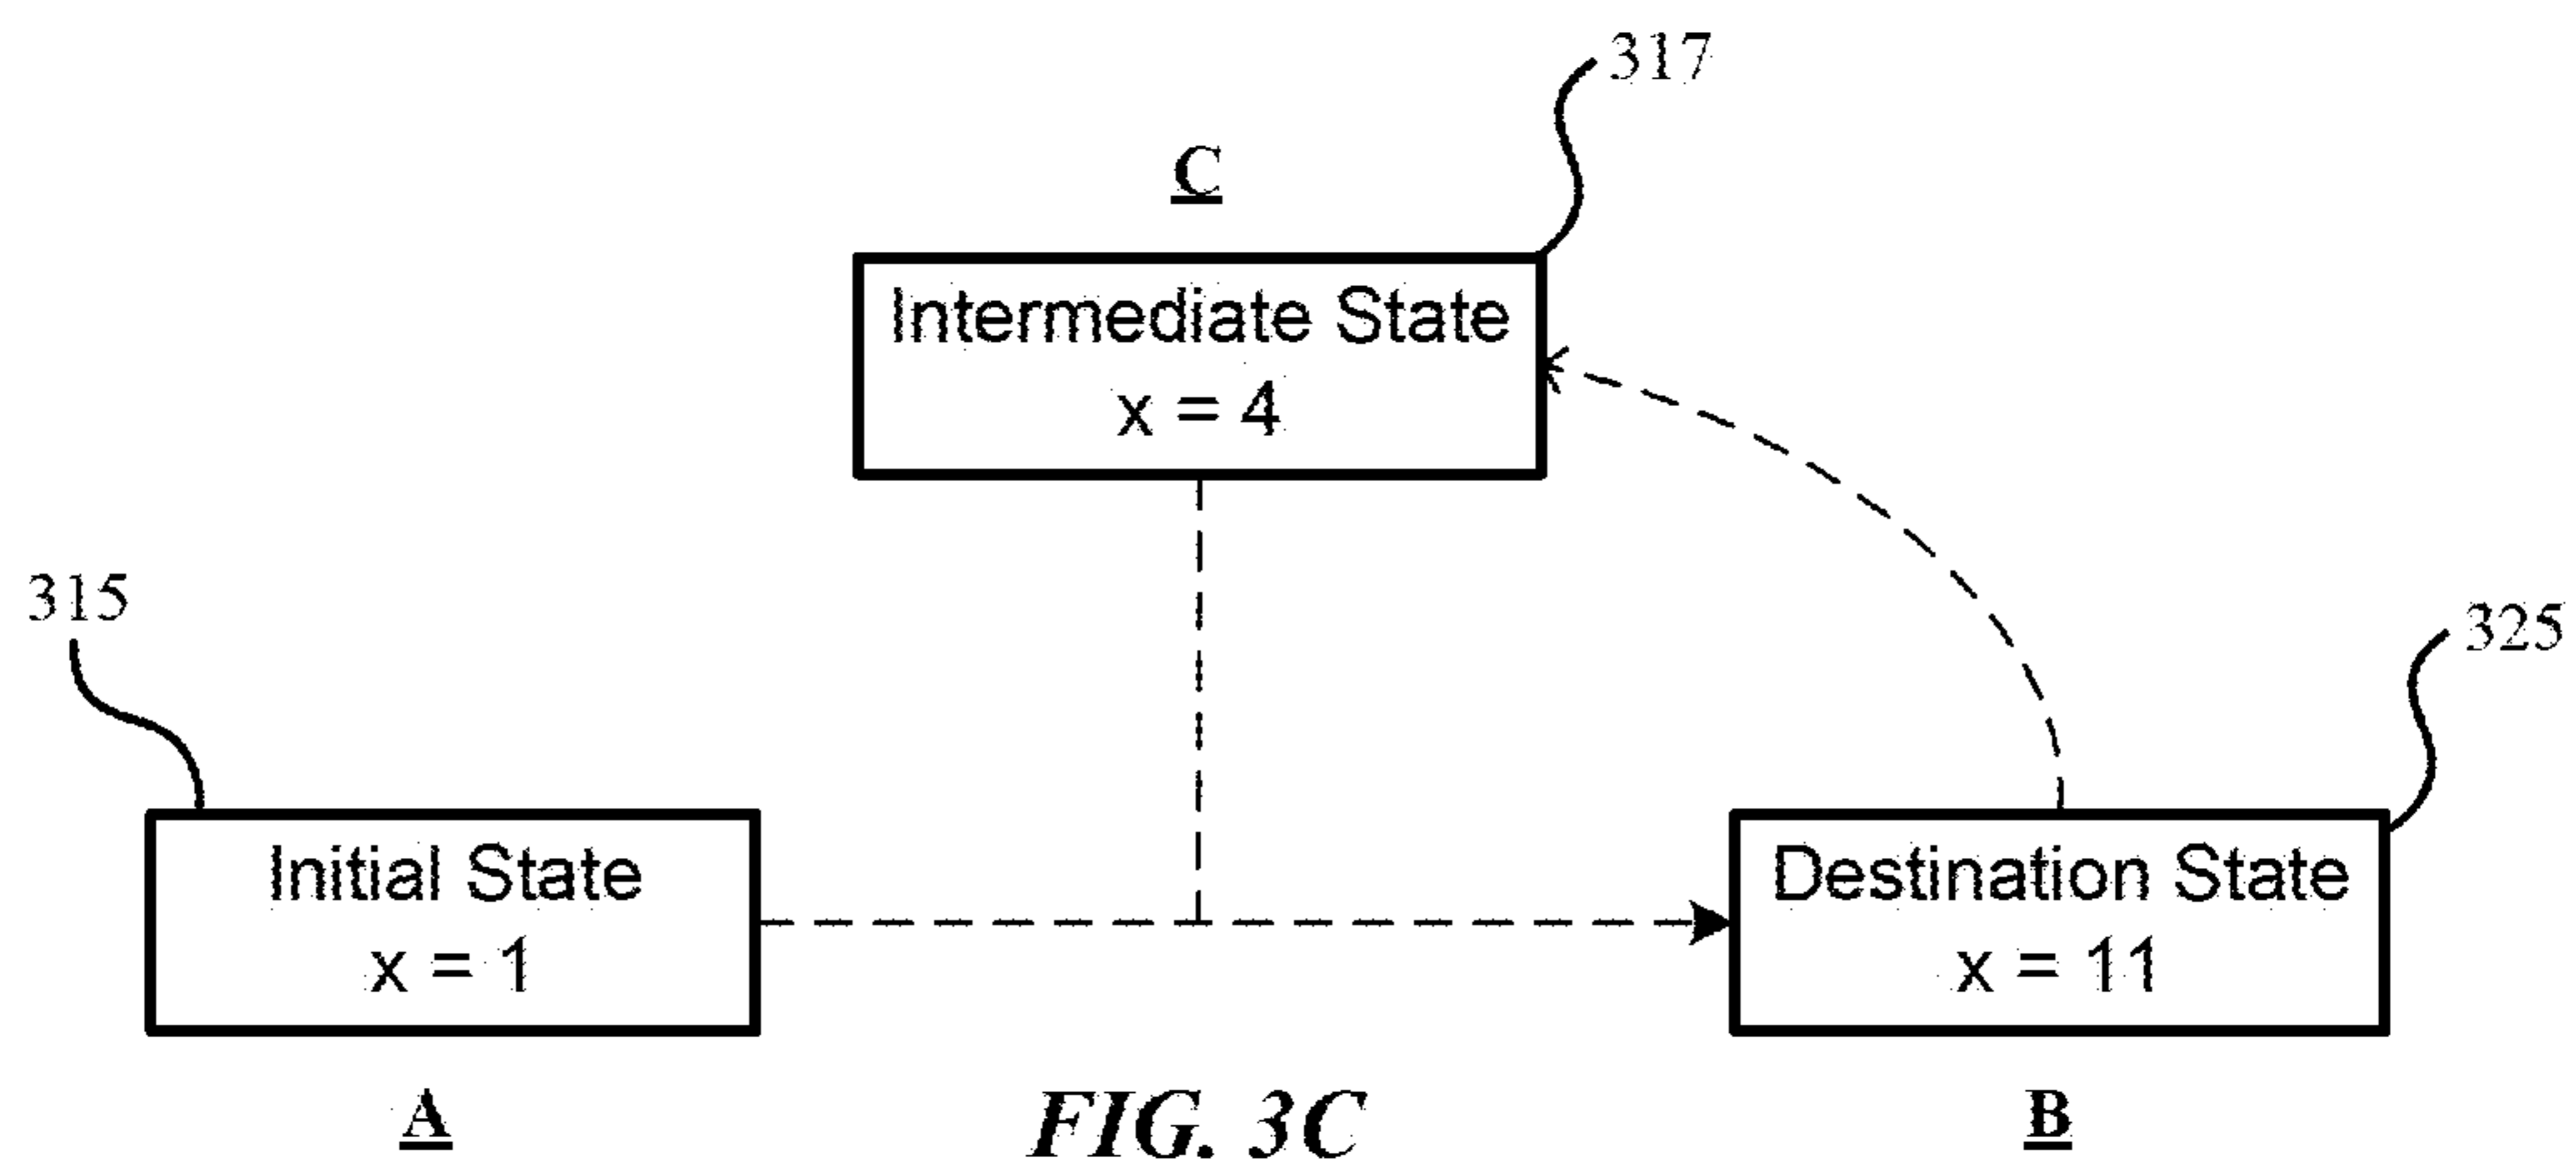 317
C
Intermediate State
x = 4
315
325
Initial State
x = 1
Destination State
x = 11
A
FIG. 3C
B